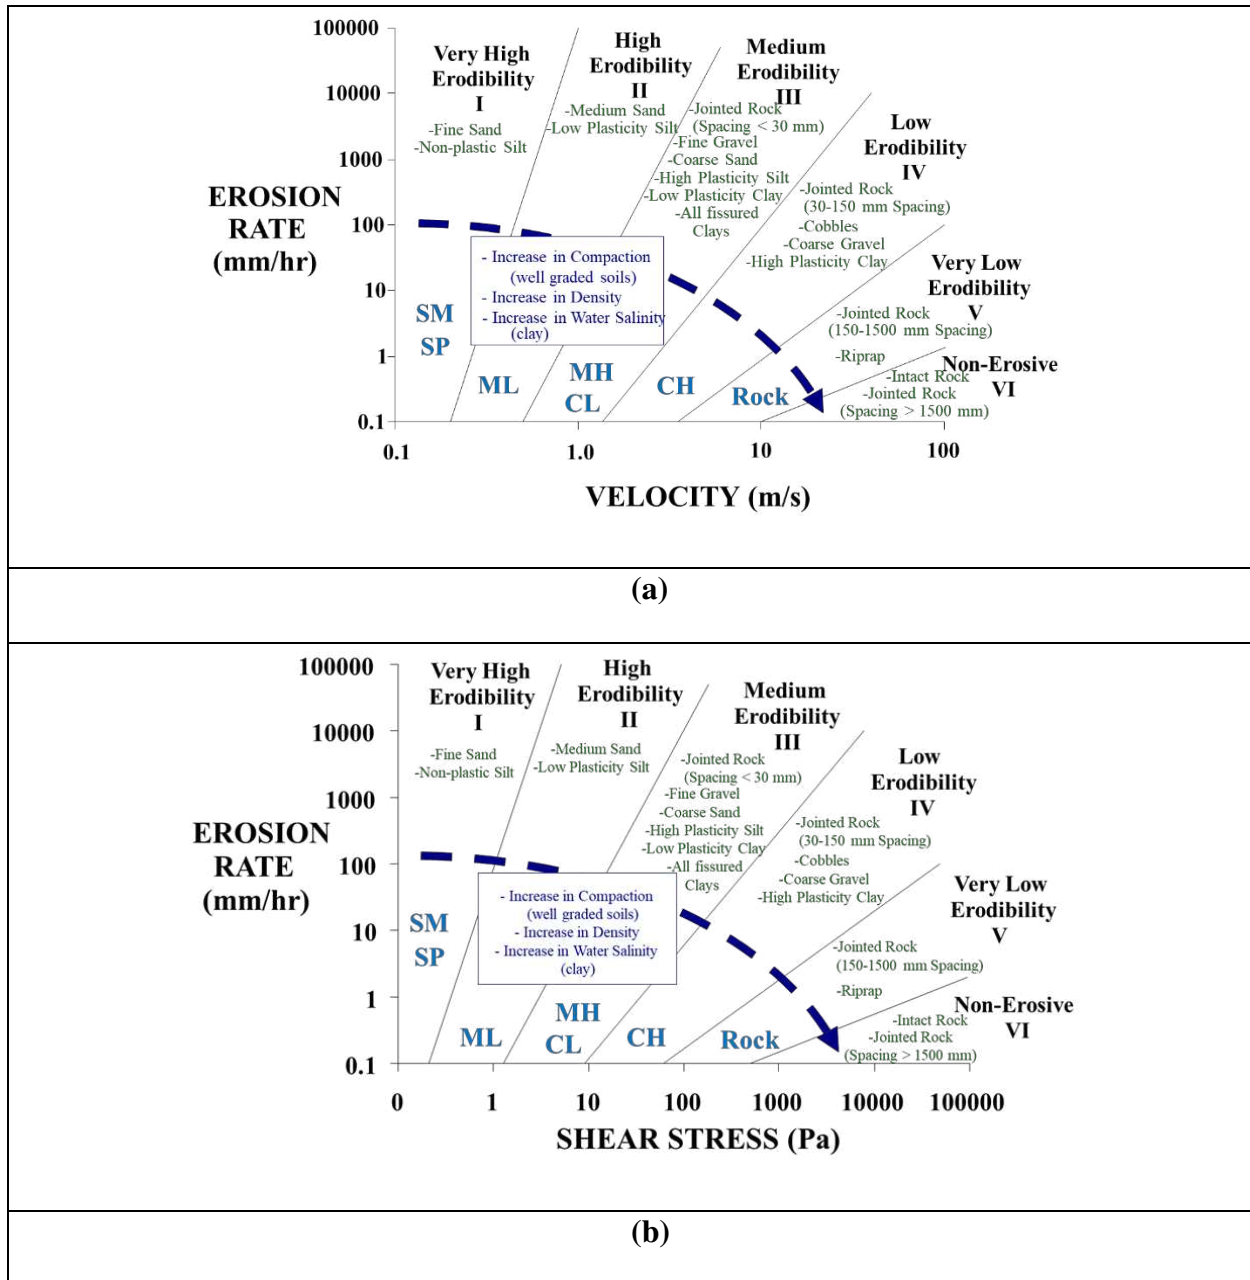 100000
10000
1000
100
10
1
0.1
EROSION
RATE
(mm/hr)
Very High
Erodibility
I
-Fine Sand
-Non-plastic Silt
High
Erodibility
II
-Medium Sand
-Low Plasticity Silt
Medium
Erodibility
III
-Jointed Rock
(Spacing < 30 mm)
-Fine Gravel
-Coarse Sand
-High Plasticity Silt
-Low Plasticity Clay
-All fissured
Clays
Low
Erodibility
IV
-Jointed Rock
(30-150 mm Spacing)
-Cobbles
-Coarse Gravel
-High Plasticity Clay
Very Low
Erodibility
V
-Jointed Rock
(150-1500 mm Spacing)
-Riprap
Non-Erosive
VI
-Intact Rock
-Jointed Rock
(Spacing > 1500 mm)
- Increase in Compaction
(well graded soils)
- Increase in Density
- Increase in Water Salinity
(clay)
SM
SP
ML
MH
CL
CH
Rock
0.1
1.0
10
100
VELOCITY (m/s)
(a)
100000
10000
1000
100
10
1
0.1
EROSION
RATE
(mm/hr)
Very High
Erodibility
I
-Fine Sand
-Non-plastic Silt
High
Erodibility
II
-Medium Sand
-Low Plasticity Silt
Medium
Erodibility
III
-Jointed Rock
(Spacing < 30 mm)
-Fine Gravel
-Coarse Sand
-High Plasticity Silt
-Low Plasticity Clay
-All fissured
Clays
Low
Erodibility
IV
-Jointed Rock
(30-150 mm Spacing)
-Cobbles
-Coarse Gravel
-High Plasticity Clay
Very Low
Erodibility
V
-Jointed Rock
(150-1500 mm Spacing)
-Riprap
Non-Erosive
VI
-Intact Rock
-Jointed Rock
(Spacing > 1500 mm)
- Increase in Compaction
(well graded soils)
- Increase in Density
- Increase in Water Salinity
(clay)
SM
SP
ML
MH
CL
CH
Rock
0
1
10
100
1000
10000
100000
SHEAR STRESS (Pa)
(b)